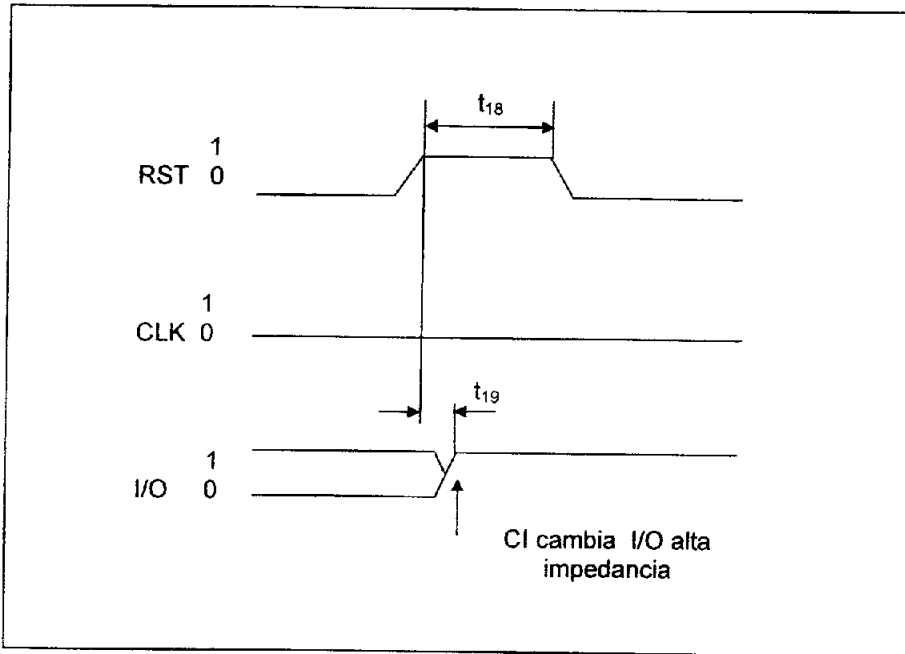 t18
1
RST 0
1
CLK 0
t19
1
I/O 0
CI cambia I/O alta
impedancia